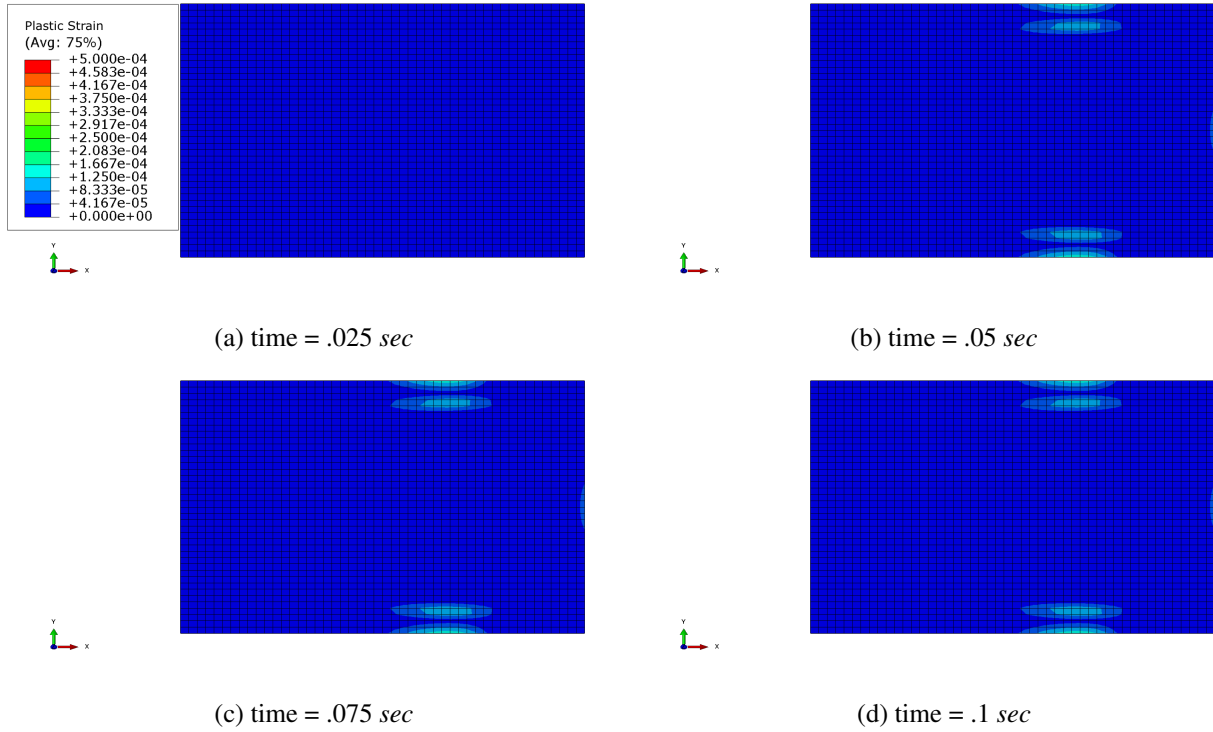 Plastic Strain
(Avg: 75%)
+5.000e-04
+4.583e-04
+4.167e-04
+3.750e-04
+3.333e-04
+2.917e-04
+2.500e-04
+2.083e-04
+1.667e-04
+1.250e-04
+8.333e-05
+4.167e-05
+0.000e+00
Y
X
Y
X
(a) time = .025 sec
(b) time = .05 sec
Y
X
Y
X
(c) time = .075 sec
(d) time = .1 sec